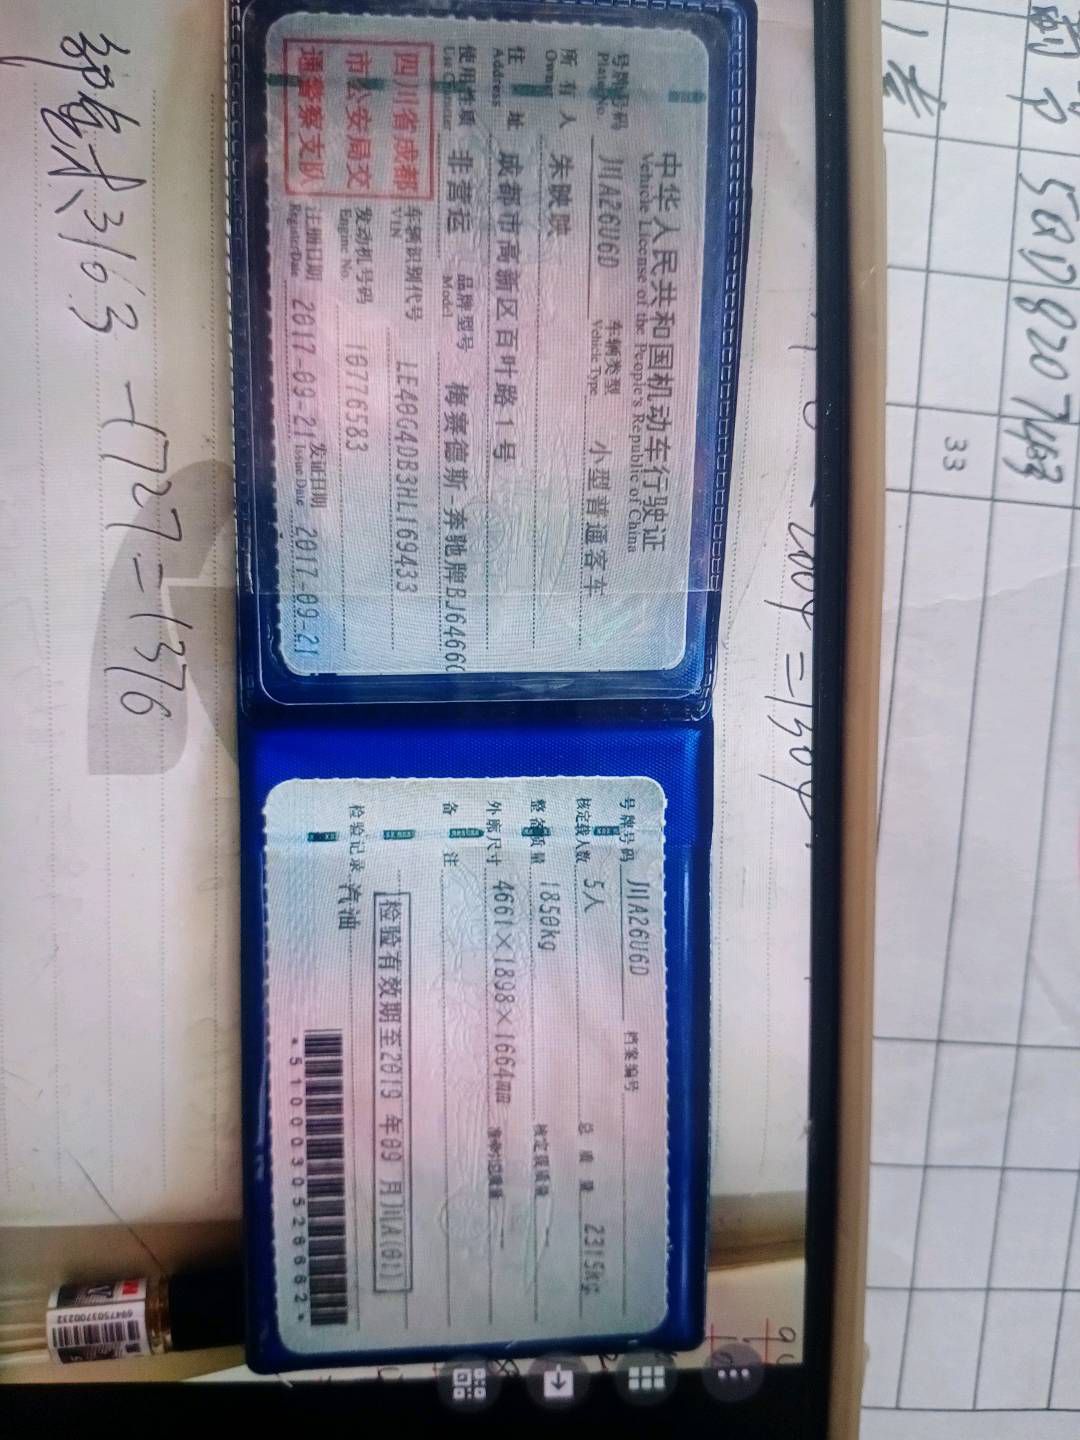 中华人民共和国机动车行驶证
Vehicle License of the People's Republic of China
号牌号码 川A26U6D 车辆类型 小型普通客车
Plate No. Vehicle Type
所有人 朱映映
Owner
住址 成都市高新区百叶路1号
Address
使用性质 非营运 品牌型号 梅赛德斯-奔驰牌BJ6466G
Use Character Model
四川省成都
市公安局交
通警察支队
车辆识别代号 LE40G4DB3HL169433
VIN
发动机号码 10776583
Engine No.
注册日期 2017-09-21 发证日期 2017-09-21
Register Date Issue Date
号牌号码 川A26U6D 档案编号
核定载人数 5人 总质量 2315kg
整备质量 1850kg 核定载质量 --
外廓尺寸 4661×1898×1664mm 准牵引总质量 --
备注
检验有效期至2019年09月川A(01)
检验记录 汽油
*5100030526662*
3163 - 1727 = 1376
6947503700232
33